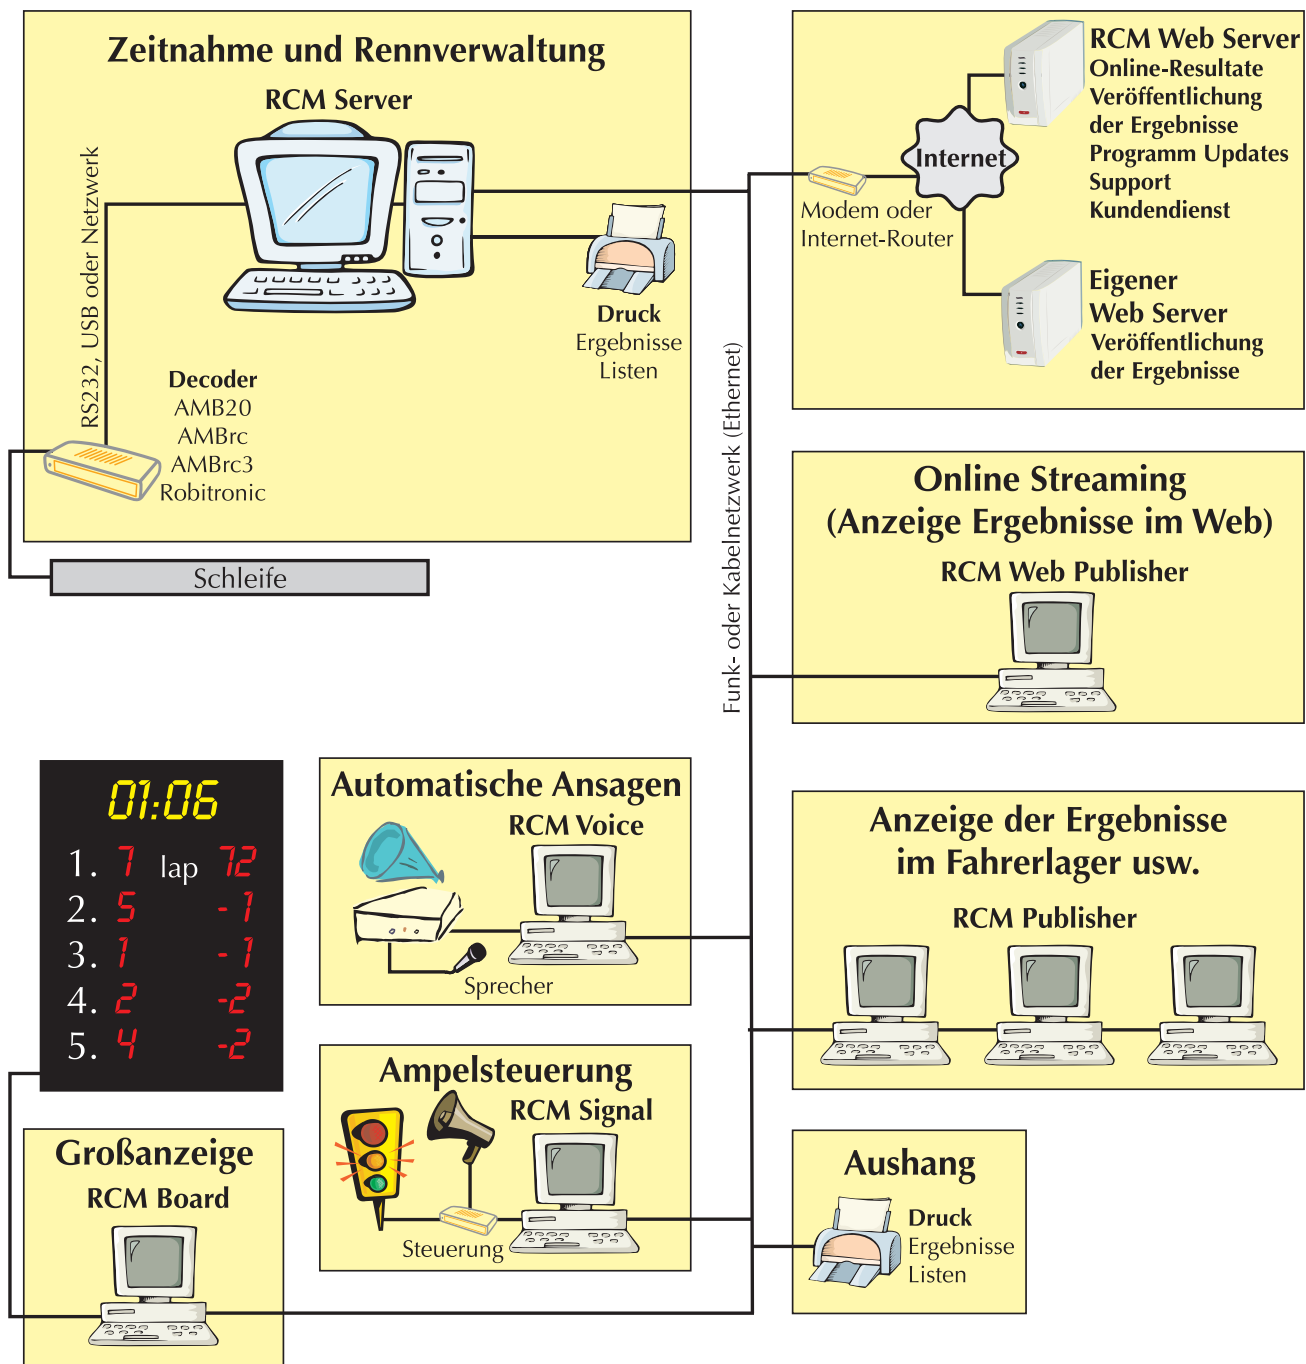 Zeitnahme und Rennverwaltung
RCM Server
RS232, USB oder Netzwerk
Druck
Ergebnisse
Listen
Decoder
AMB20
AMBrc
AMBrc3
Robitronic
Schleife
Funk- oder Kabelnetzwerk (Ethernet)
Modem oder
Internet-Router
Internet
RCM Web Server
Online-Resultate
Veröffentlichung
der Ergebnisse
Programm Updates
Support
Kundendienst
Eigener
Web Server
Veröffentlichung
der Ergebnisse
Online Streaming
(Anzeige Ergebnisse im Web)
RCM Web Publisher
01:06
1. 7 lap 72
2. 5 -1
3. 1 -1
4. 2 -2
5. 4 -2
Automatische Ansagen
RCM Voice
Sprecher
Anzeige der Ergebnisse
im Fahrerlager usw.
RCM Publisher
Ampelsteuerung
RCM Signal
Steuerung
Großanzeige
RCM Board
Aushang
Druck
Ergebnisse
Listen